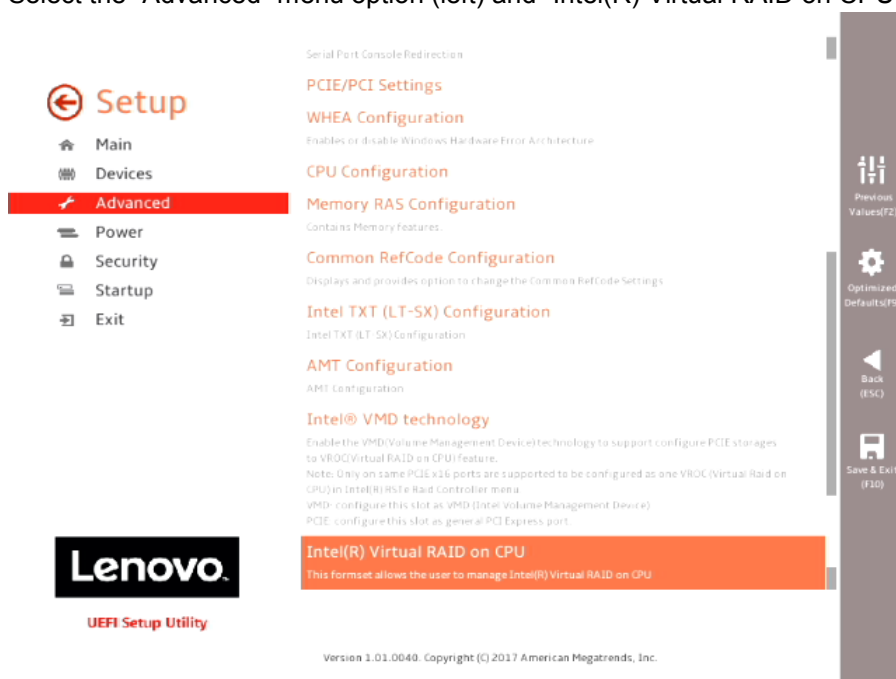 Select the "Advanced" menu option (left) and "Intel(R) Virtual RAID on CPU"
Serial Port Console Redirection
Setup
Main
Devices
Advanced
Power
Security
Startup
Exit
PCIE/PCI Settings
WHEA Configuration
Enables or disable Windows Hardware Error Architecture
CPU Configuration
Memory RAS Configuration
Contains Memory features.
Common RefCode Configuration
Displays and provides option to change the Common RefCode Settings
Intel TXT (LT-SX) Configuration
Intel TXT (LT-SX) Configuration
AMT Configuration
AMT Configuration
Intel® VMD technology
Enable the VMD(Volume Management Device) technology to support configure PCIE storages
to VROC(Virtual RAID on CPU) feature.
Note: Only on same PCIE x16 ports are supported to be configured as one VROC (Virtual Raid on
CPU) in Intel(R) RSTe Raid Controller menu
VMD: configure this slot as VMD (Intel Volume Management Device)
PCIE: configure this slot as general PCI Express port.
Intel(R) Virtual RAID on CPU
This formset allows the user to manage Intel(R) Virtual RAID on CPU
Previous
Values(F2)
Optimized
Defaults(F9
Back
(ESC)
Save & Exit
(F10)
Lenovo.
UEFI Setup Utility
Version 1.01.0040. Copyright (C) 2017 American Megatrends, Inc.